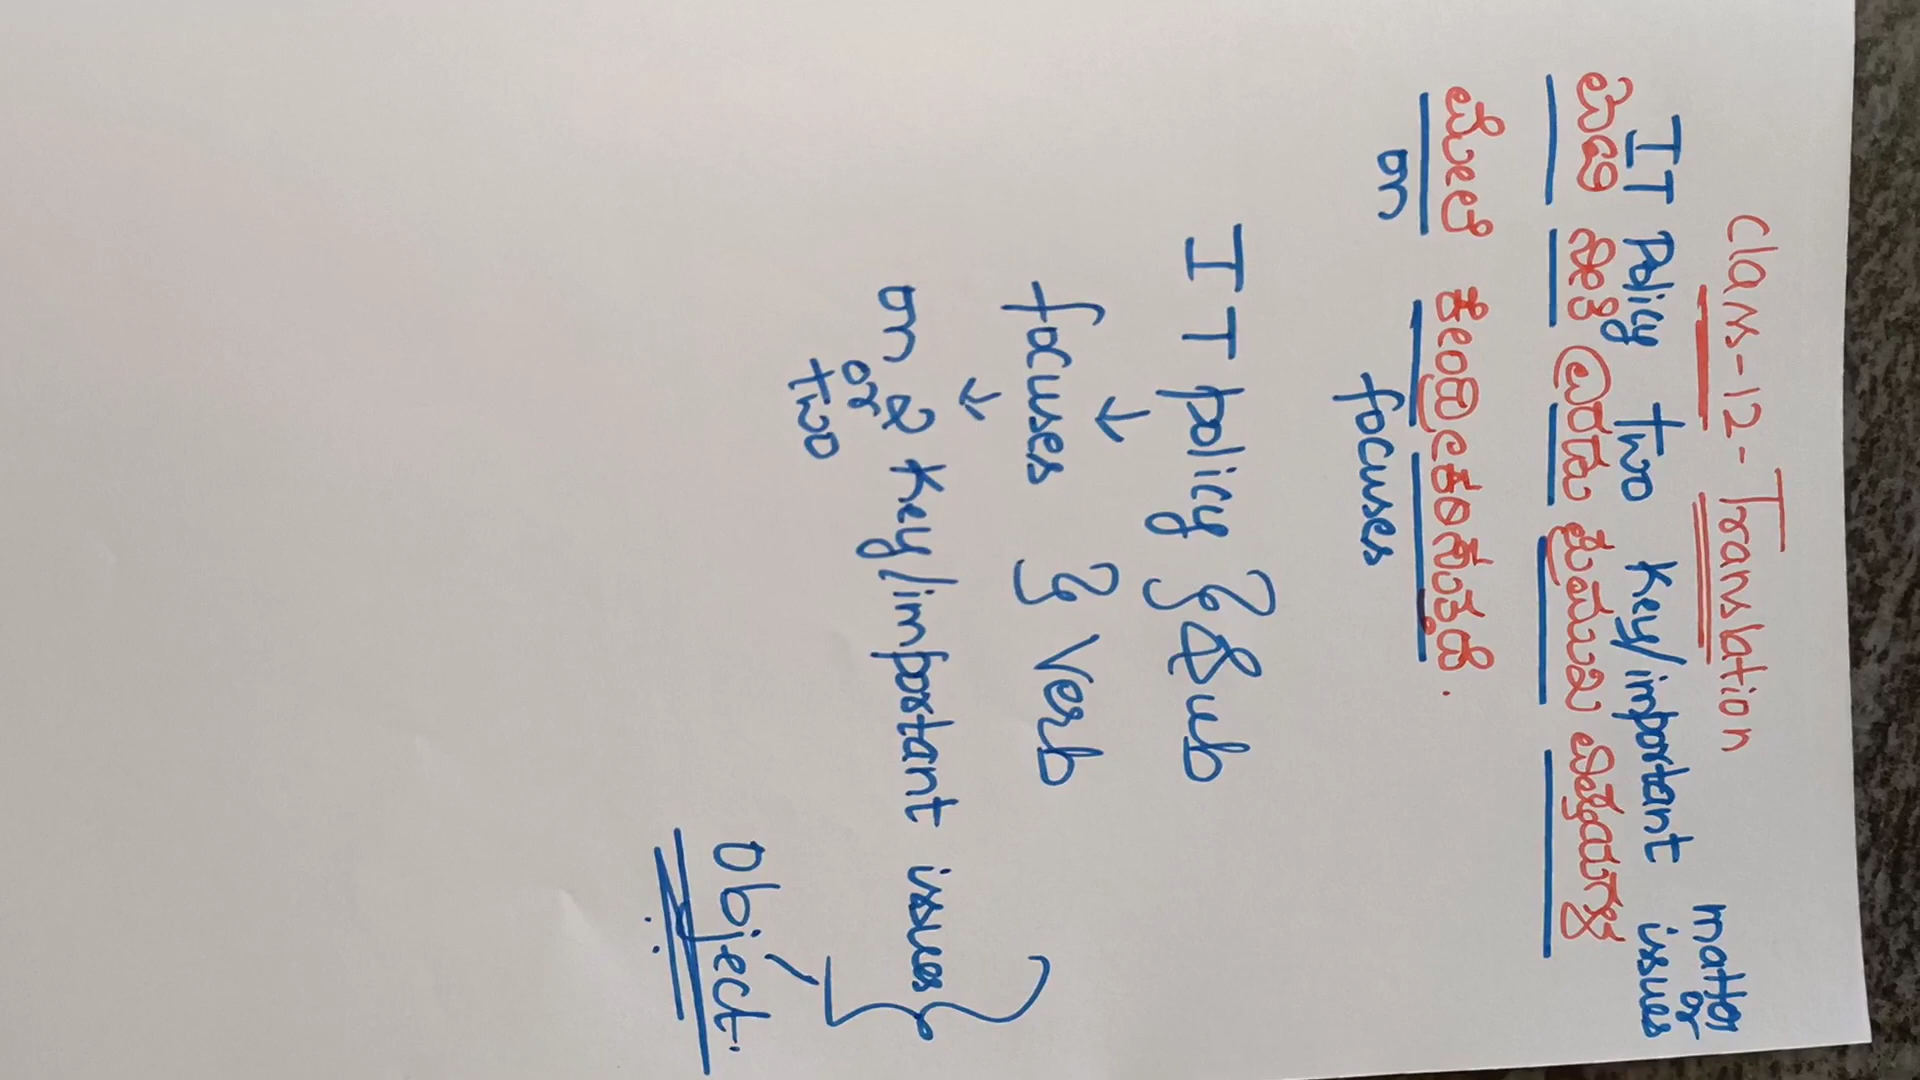 Class-12-Translation
matter or
IT Policy two Key/important issues
ಐಟಿ ನೀತಿ ಎರಡು ಪ್ರಮುಖ ವಿಷಯಗಳ
ಮೇಲೆ ಕೇಂದ್ರೀಕರಿಸುತ್ತದೆ.
on focuses
IT policy } Sub
↓
focuses } Verb
↓
on 2 Key/important issues }
or
two
Object.